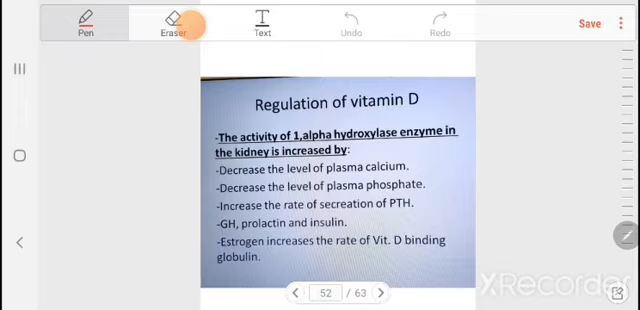 Pen
Eraser
Text
Undo
Redo
Save
Regulation of vitamin D
-The activity of 1,alpha hydroxylase enzyme in
the kidney is increased by:
-Decrease the level of plasma calcium.
-Decrease the level of plasma phosphate.
-Increase the rate of secreation of PTH.
-GH, prolactin and insulin.
-Estrogen increases the rate of Vit. D binding
globulin.
52 / 63
XRecorder